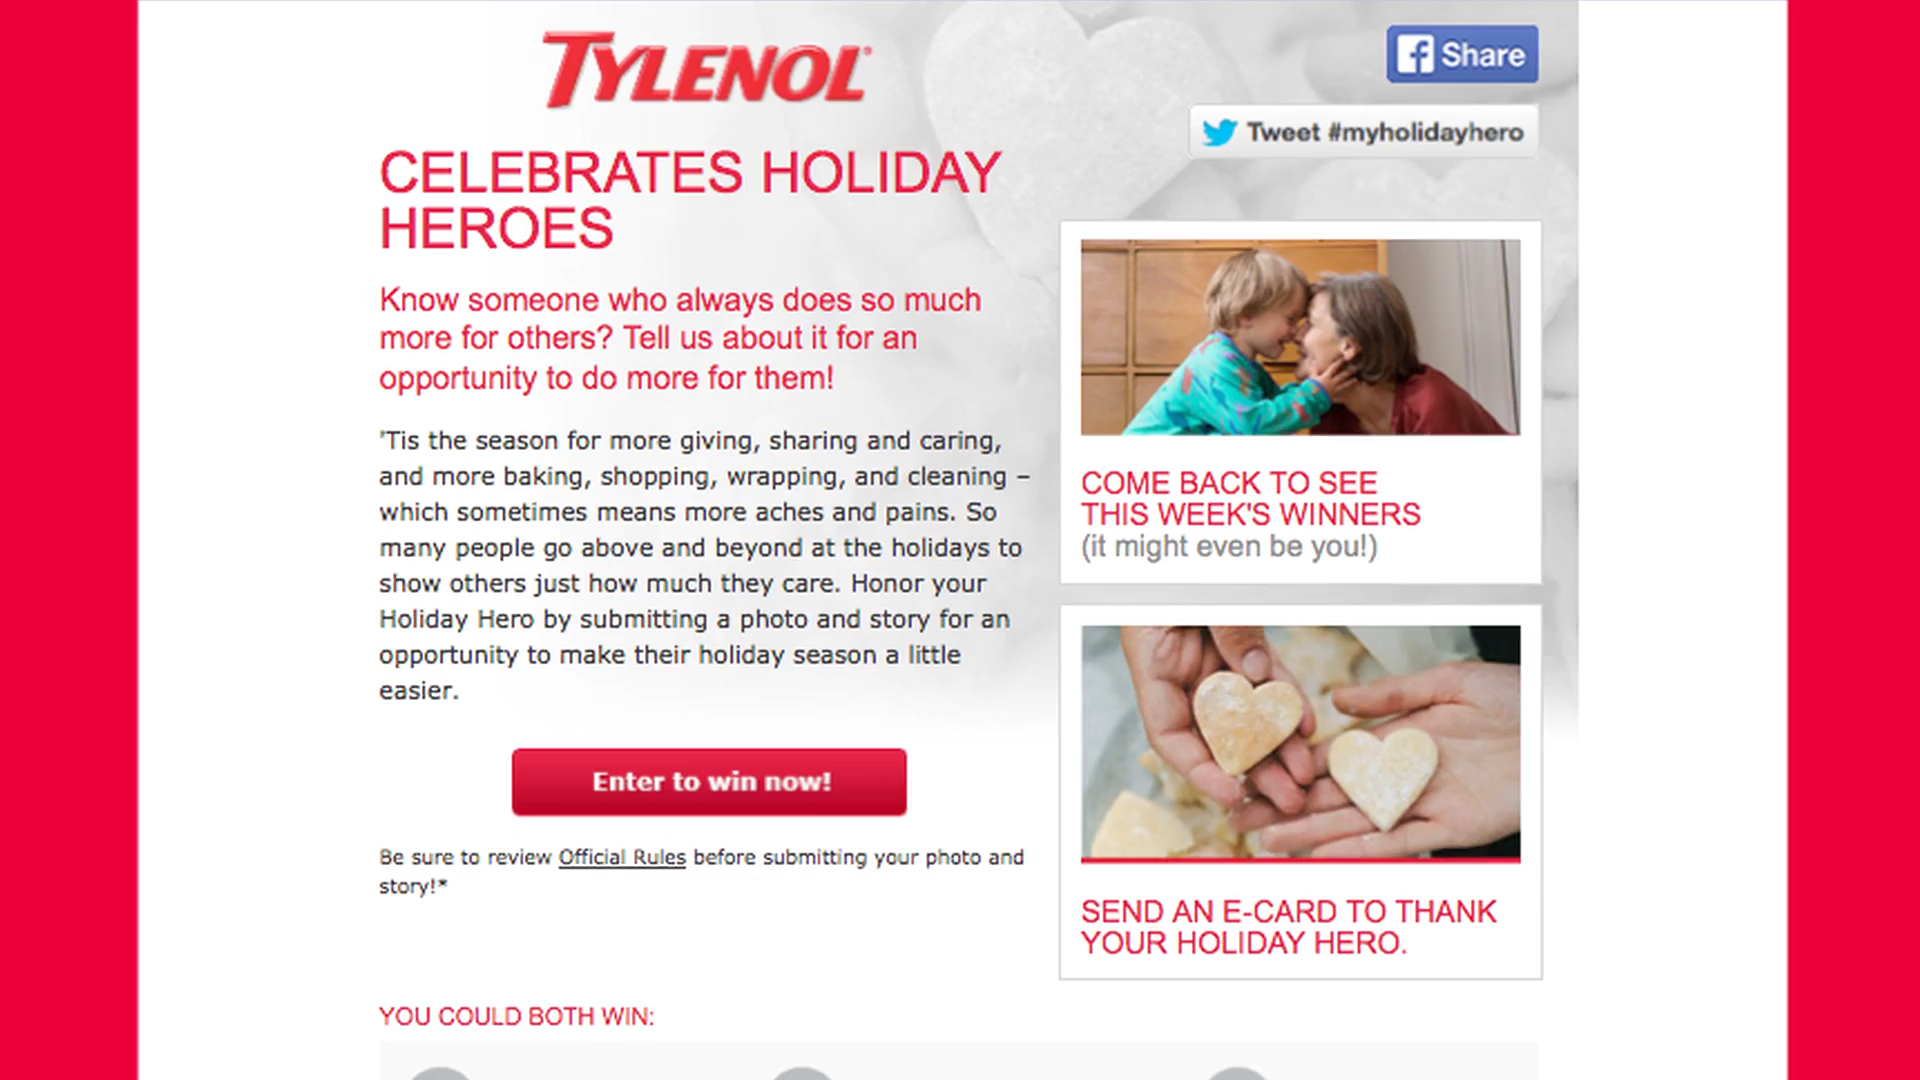 TYLENOL®
CELEBRATES HOLIDAY
HEROES
Know someone who always does so much
more for others? Tell us about it for an
opportunity to do more for them!
'Tis the season for more giving, sharing and caring,
and more baking, shopping, wrapping, and cleaning –
which sometimes means more aches and pains. So
many people go above and beyond at the holidays to
show others just how much they care. Honor your
Holiday Hero by submitting a photo and story for an
opportunity to make their holiday season a little
easier.
Enter to win now!
Be sure to review Official Rules before submitting your photo and
story!*
Share
Tweet #myholidayhero
COME BACK TO SEE
THIS WEEK'S WINNERS
(it might even be you!)
SEND AN E-CARD TO THANK
YOUR HOLIDAY HERO.
YOU COULD BOTH WIN: